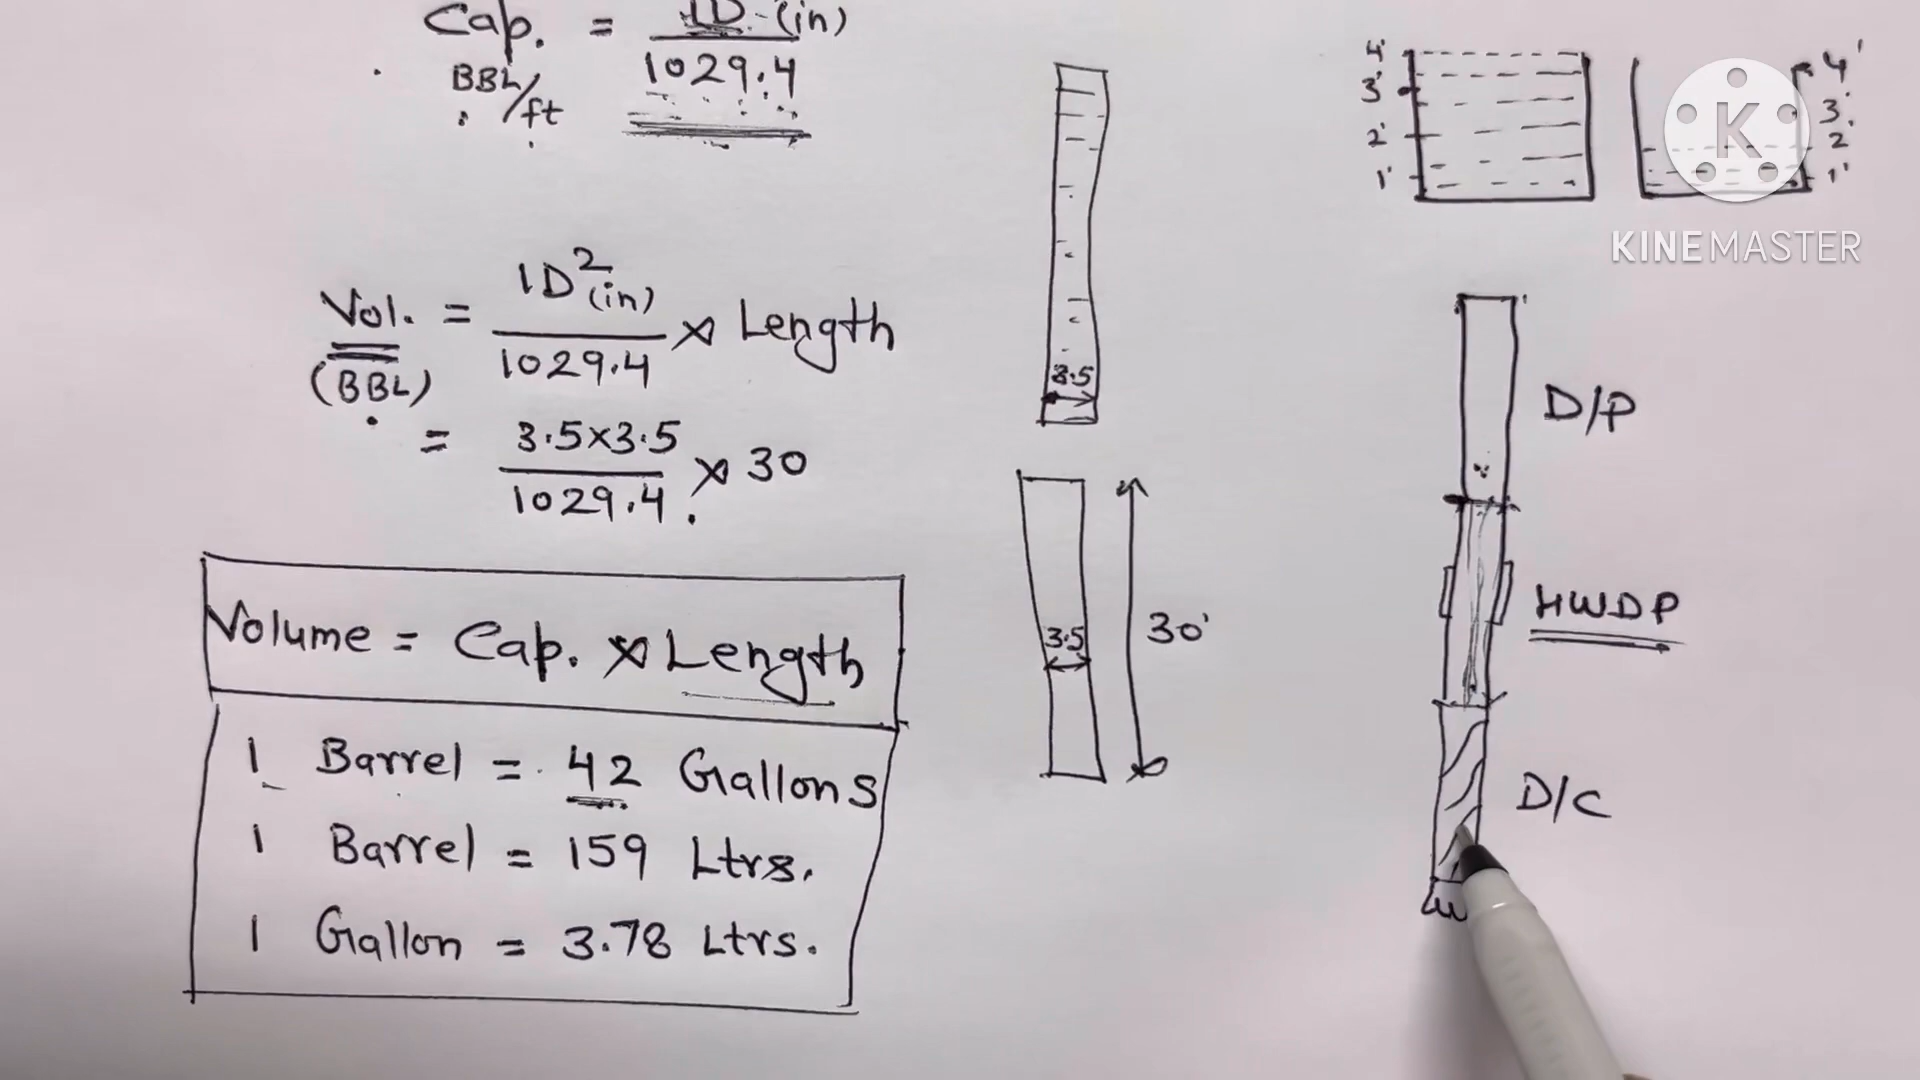 Cap. = ID (in)
BBL/ft
1029.4
Vol. = ID² (in) × Length
(BBL)
1029.4
= 3.5×3.5 × 30
1029.4
Volume = Cap. × Length
1 Barrel = 42 Gallons
1 Barrel = 159 Ltrs.
1 Gallon = 3.78 Ltrs.
3.5
3.5
30'
4'
3'
2'
1'
4'
3'
2'
1'
K
KINEMASTER
D/P
HWDP
D/C